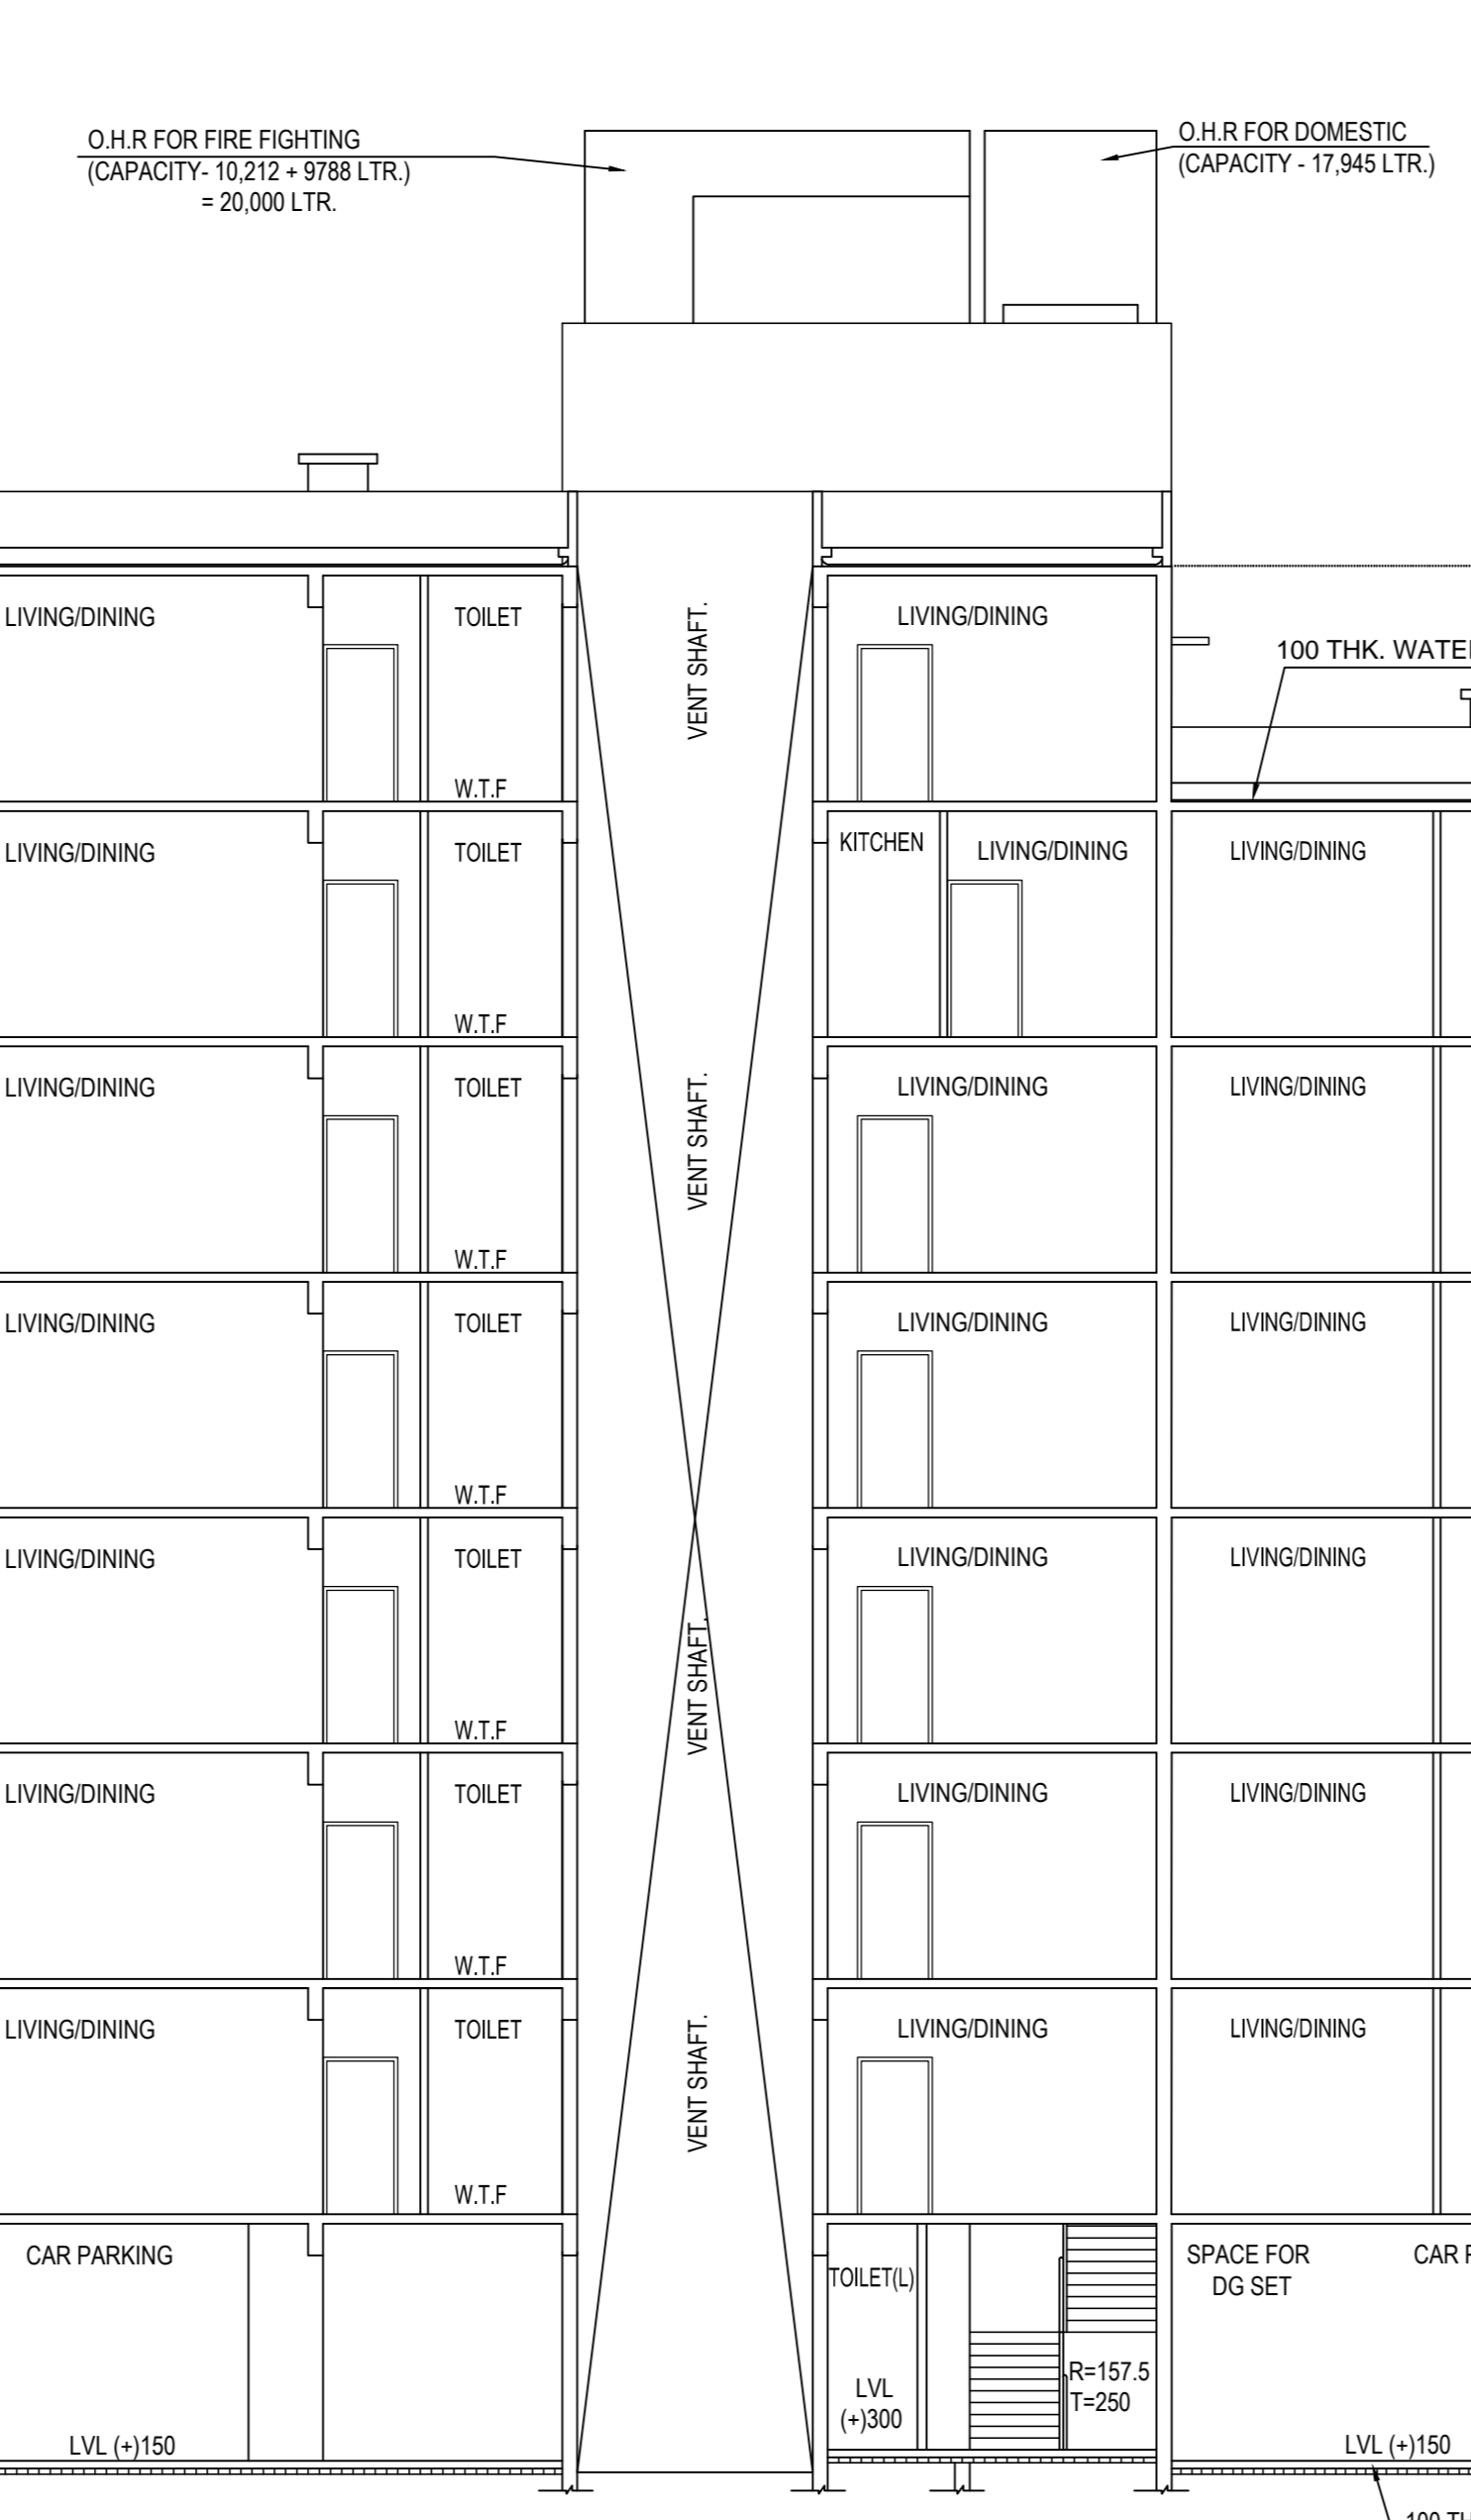 O.H.R FOR FIRE FIGHTING
(CAPACITY- 10,212 + 9788 LTR.)
= 20,000 LTR.
O.H.R FOR DOMESTIC
(CAPACITY - 17,945 LTR.)
LIVING/DINING
TOILET
VENT SHAFT.
LIVING/DINING
100 THK. WATE
W.T.F
LIVING/DINING
TOILET
KITCHEN
LIVING/DINING
LIVING/DINING
W.T.F
LIVING/DINING
TOILET
VENT SHAFT.
LIVING/DINING
LIVING/DINING
W.T.F
LIVING/DINING
TOILET
LIVING/DINING
LIVING/DINING
W.T.F
LIVING/DINING
TOILET
VENT SHAFT.
LIVING/DINING
LIVING/DINING
W.T.F
LIVING/DINING
TOILET
LIVING/DINING
LIVING/DINING
W.T.F
LIVING/DINING
TOILET
VENT SHAFT.
LIVING/DINING
LIVING/DINING
W.T.F
CAR PARKING
TOILET(L)
SPACE FOR
DG SET
CAR
R=157.5
T=250
LVL
(+)300
LVL (+)150
LVL (+)150
100